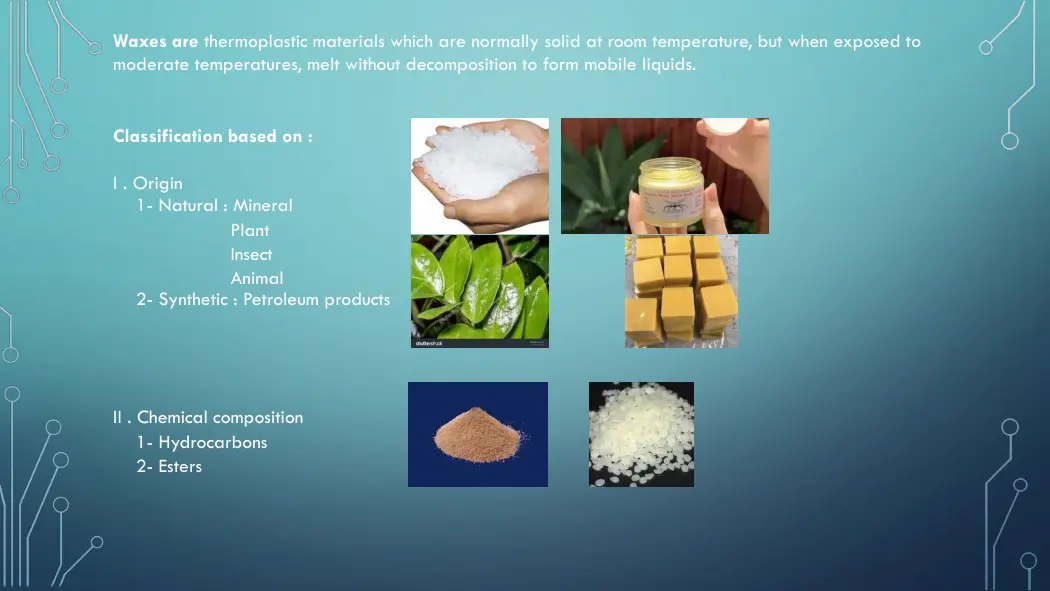 Waxes are thermoplastic materials which are normally solid at room temperature, but when exposed to
moderate temperatures, melt without decomposition to form mobile liquids.
Classification based on :
I . Origin
1- Natural : Mineral
Plant
Insect
Animal
2- Synthetic : Petroleum products
shutterstock
II . Chemical composition
1- Hydrocarbons
2- Esters